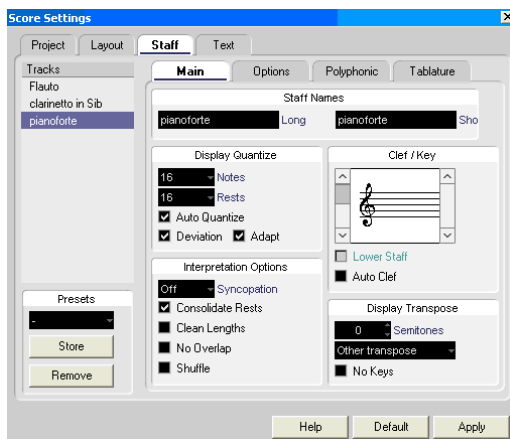 Score Settings
Project Layout Staff Text
Tracks
Flauto
clarinetto in Sib
pianoforte
Presets
-
Store
Remove
Main Options Polyphonic Tablature
Staff Names
pianoforte Long pianoforte Sho
Display Quantize
16 Notes
16 Rests
Auto Quantize
Deviation Adapt
Interpretation Options
Off Syncopation
Consolidate Rests
Clean Lengths
No Overlap
Shuffle
Clef / Key
Lower Staff
Auto Clef
Display Transpose
0 Semitones
Other transpose
No Keys
Help Default Apply